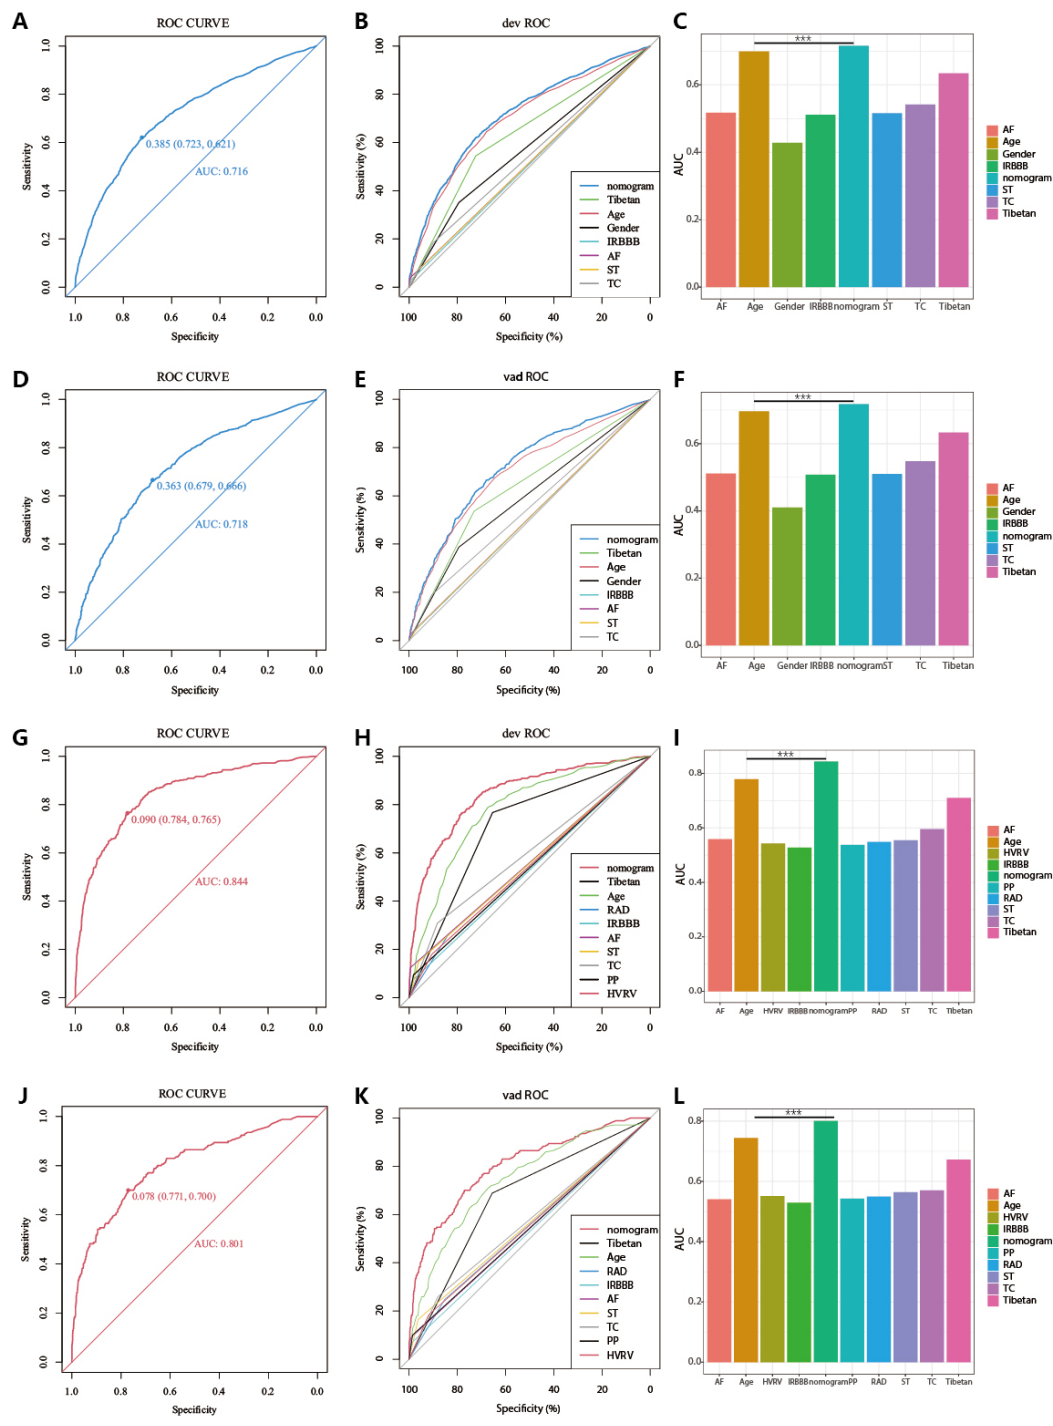 A
ROC CURVE
Sensitivity
1.0
0.8
0.6
0.4
0.2
0.0
0.385 (0.723, 0.621)
AUC: 0.716
1.0 0.8 0.6 0.4 0.2 0.0
Specificity
B
dev ROC
Sensitivity (%)
100
80
60
40
20
0
nomogram
Tibetan
Age
Gender
IRBBB
AF
ST
TC
100 80 60 40 20 0
Specificity (%)
C
***
AUC
0.6
0.4
0.2
0.0
AF Age Gender IRBBB nomogram ST TC Tibetan
AF
Age
Gender
IRBBB
nomogram
ST
TC
Tibetan
D
ROC CURVE
Sensitivity
1.0
0.8
0.6
0.4
0.2
0.0
0.363 (0.679, 0.666)
AUC: 0.718
1.0 0.8 0.6 0.4 0.2 0.0
Specificity
E
vad ROC
Sensitivity (%)
100
80
60
40
20
0
nomogram
Tibetan
Age
Gender
IRBBB
AF
ST
TC
100 80 60 40 20 0
Specificity (%)
F
***
AUC
0.6
0.4
0.2
0.0
AF Age Gender IRBBB nomogram ST TC Tibetan
AF
Age
Gender
IRBBB
nomogram
ST
TC
Tibetan
G
ROC CURVE
Sensitivity
1.0
0.8
0.6
0.4
0.2
0.0
0.090 (0.784, 0.765)
AUC: 0.844
1.0 0.8 0.6 0.4 0.2 0.0
Specificity
H
dev ROC
Sensitivity (%)
100
80
60
40
20
0
nomogram
Tibetan
Age
RAD
IRBBB
AF
ST
TC
PP
HVRV
100 80 60 40 20 0
Specificity (%)
I
***
AUC
0.8
0.6
0.4
0.2
0.0
AF Age HVRV IRBBB nomogram PP RAD ST TC Tibetan
AF
Age
HVRV
IRBBB
nomogram
PP
RAD
ST
TC
Tibetan
J
ROC CURVE
Sensitivity
1.0
0.8
0.6
0.4
0.2
0.0
0.078 (0.771, 0.700)
AUC: 0.801
1.0 0.8 0.6 0.4 0.2 0.0
Specificity
K
vad ROC
Sensitivity (%)
100
80
60
40
20
0
nomogram
Tibetan
Age
RAD
IRBBB
AF
ST
TC
PP
HVRV
100 80 60 40 20 0
Specificity (%)
L
***
AUC
0.8
0.6
0.4
0.2
0.0
AF Age HVRV IRBBB nomogram PP RAD ST TC Tibetan
AF
Age
HVRV
IRBBB
nomogram
PP
RAD
ST
TC
Tibetan